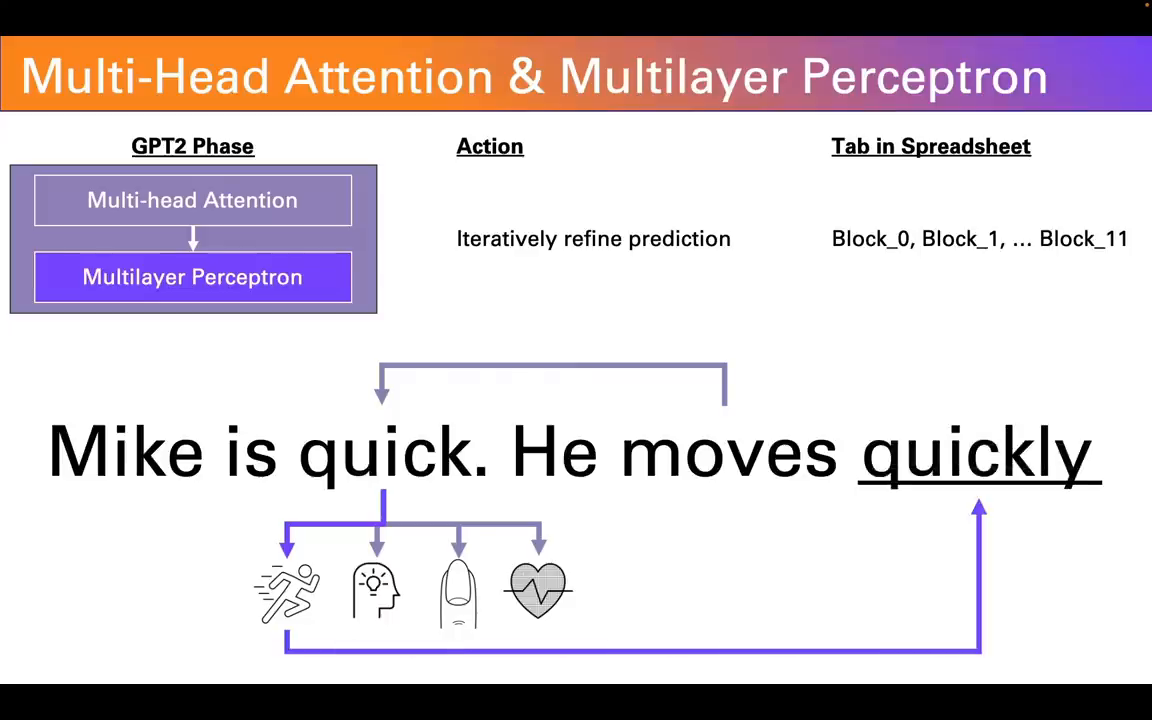 Multi-Head Attention & Multilayer Perceptron
GPT2 Phase
Action
Tab in Spreadsheet
Multi-head Attention
Iteratively refine prediction
Block_0, Block_1, ... Block_11
Multilayer Perceptron
Mike is quick. He moves quickly